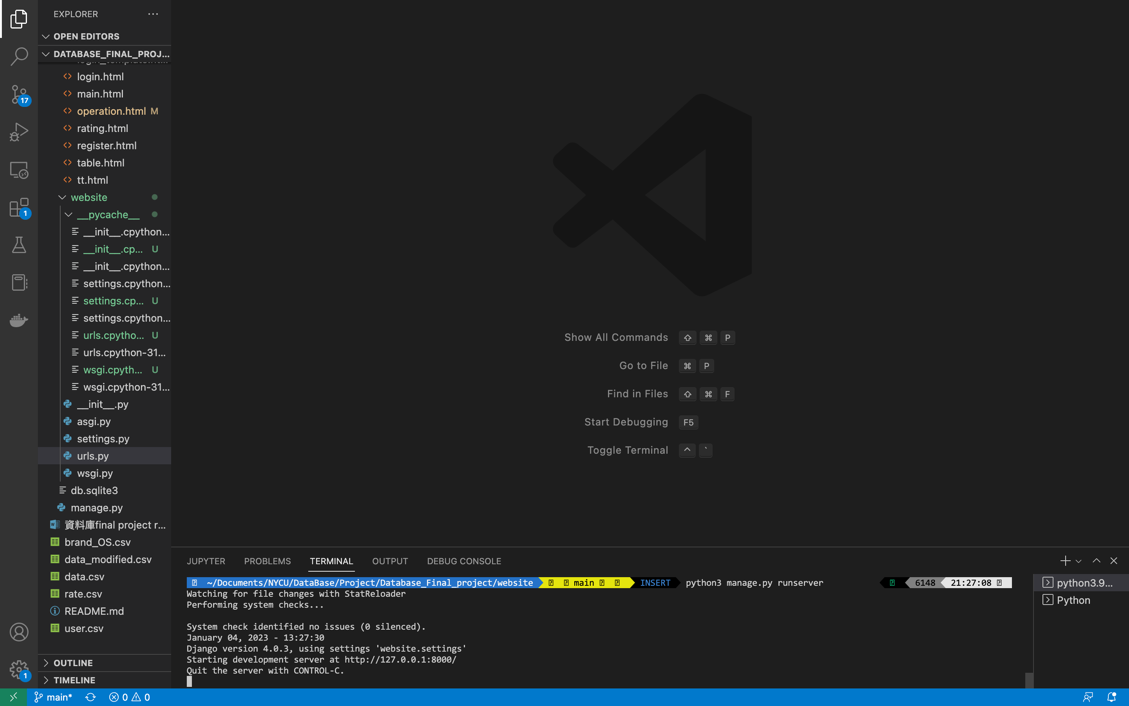 EXPLORER
OPEN EDITORS
DATABASE_FINAL_PROJ...
login.html
main.html
operation.html M
rating.html
register.html
table.html
tt.html
website
__pycache__
__init__.cpython...
__init__.cp... U
__init__.cpython...
settings.cpython...
settings.cp... U
settings.cpython...
urls.cpytho... U
urls.cpython-31...
wsgi.cpyth... U
wsgi.cpython-31...
__init__.py
asgi.py
settings.py
urls.py
wsgi.py
db.sqlite3
manage.py
資料庫final project r...
brand_OS.csv
data_modified.csv
data.csv
rate.csv
README.md
user.csv
OUTLINE
TIMELINE
17
1
1
Show All Commands ⇧ ⌘ P
Go to File ⌘ P
Find in Files ⇧ ⌘ F
Start Debugging F5
Toggle Terminal ^ `
JUPYTER PROBLEMS TERMINAL OUTPUT DEBUG CONSOLE
~/Documents/NYCU/DataBase/Project/Database_Final_project/website main INSERT python3 manage.py runserver 6148 21:27:08
Watching for file changes with StatReloader
Performing system checks...
System check identified no issues (0 silenced).
January 04, 2023 - 13:27:30
Django version 4.0.3, using settings 'website.settings'
Starting development server at http://127.0.0.1:8000/
Quit the server with CONTROL-C.
python3.9...
Python
main* 0 0